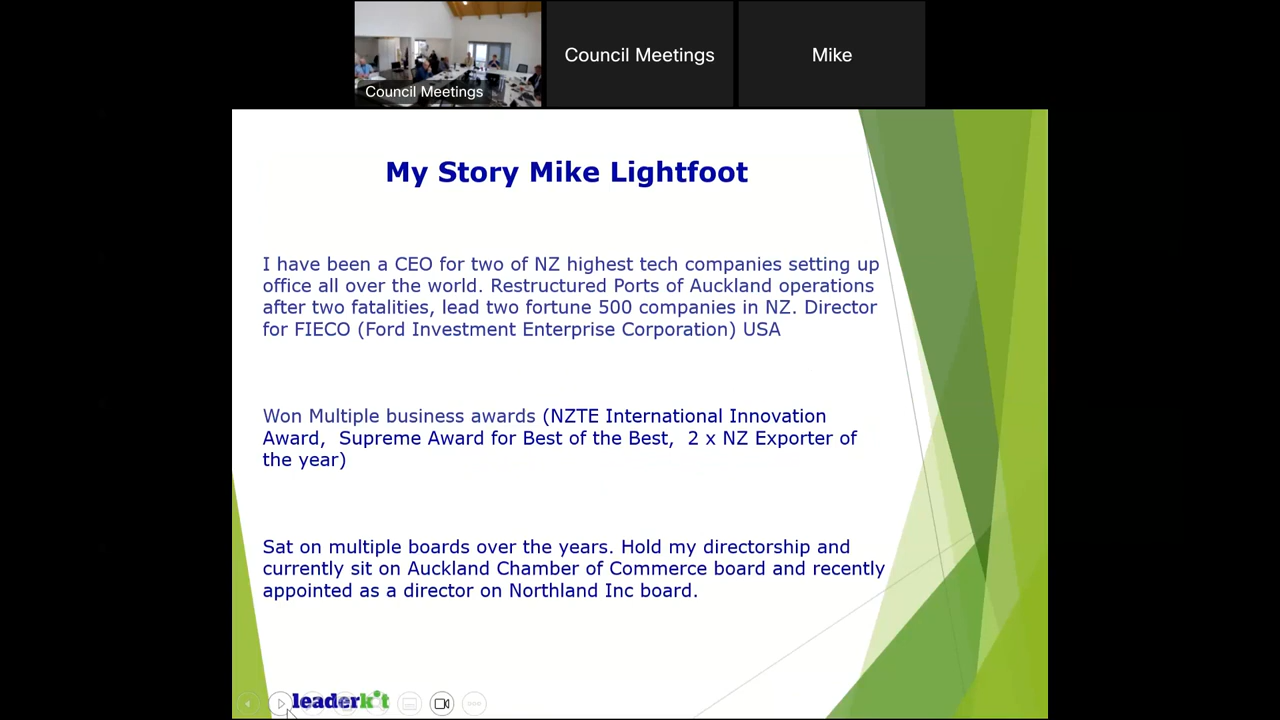 Council Meetings
Council Meetings
Mike
My Story Mike Lightfoot
I have been a CEO for two of NZ highest tech companies setting up
office all over the world. Restructured Ports of Auckland operations
after two fatalities, lead two fortune 500 companies in NZ. Director
for FIECO (Ford Investment Enterprise Corporation) USA
Won Multiple business awards (NZTE International Innovation
Award,  Supreme Award for Best of the Best,  2 x NZ Exporter of
the year)
Sat on multiple boards over the years. Hold my directorship and
currently sit on Auckland Chamber of Commerce board and recently
appointed as a director on Northland Inc board.
leaderkit